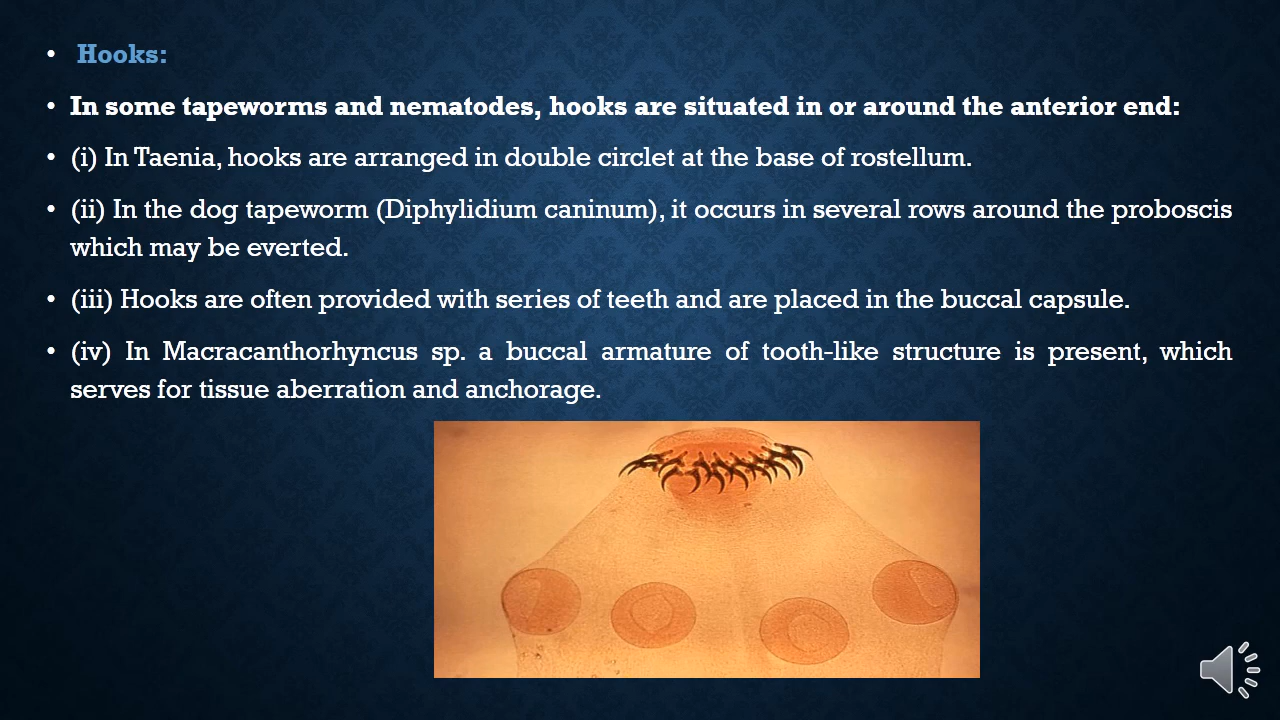 • Hooks:
• In some tapeworms and nematodes, hooks are situated in or around the anterior end:
• (i) In Taenia, hooks are arranged in double circlet at the base of rostellum.
• (ii) In the dog tapeworm (Diphylidium caninum), it occurs in several rows around the proboscis
which may be everted.
• (iii) Hooks are often provided with series of teeth and are placed in the buccal capsule.
• (iv) In Macracanthorhyncus sp. a buccal armature of tooth-like structure is present, which
serves for tissue aberration and anchorage.